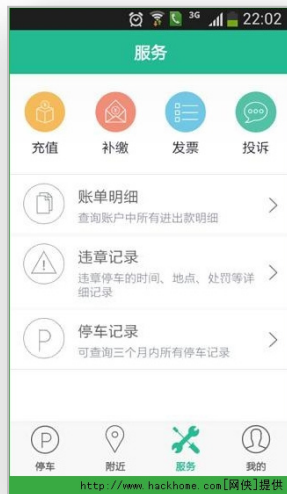 3G 22:02
服务
充值 补缴 发票 投诉
账单明细
查询账户中所有进出款明细
违章记录
违章停车的时间、地点、处罚等详
细记录
P 停车记录
可查询三个月内所有停车记录
P
停车 附近 服务 我的
http://www.hackhome.com[网侠]提供